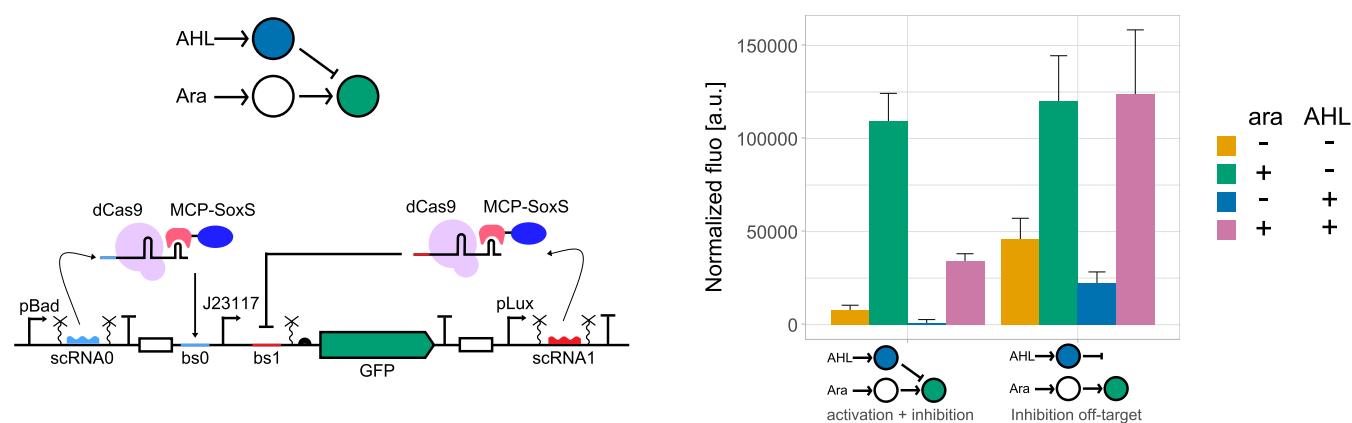 AHL
Ara
dCas9
MCP-SoxS
dCas9
MCP-SoxS
pBad
J23117
pLux
scRNA0
bs0
bs1
GFP
scRNA1
Normalized fluo [a.u.]
150000
100000
50000
0
AHL
Ara
activation + inhibition
AHL
Ara
Inhibition off-target
ara AHL
- -
+ -
- +
+ +